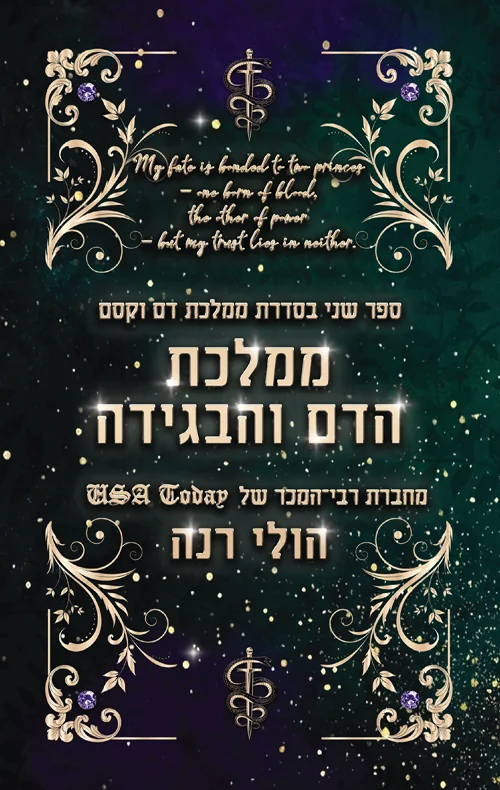 My fate is bonded to two princes
– one born of blood,
the other of power
– but my trust lies in neither.
ספר שני בסדרת ממלכת דם וקסם
ממלכת
הדם והבגידה
מחברת רבי־המכר של USA Today
הולי רנה